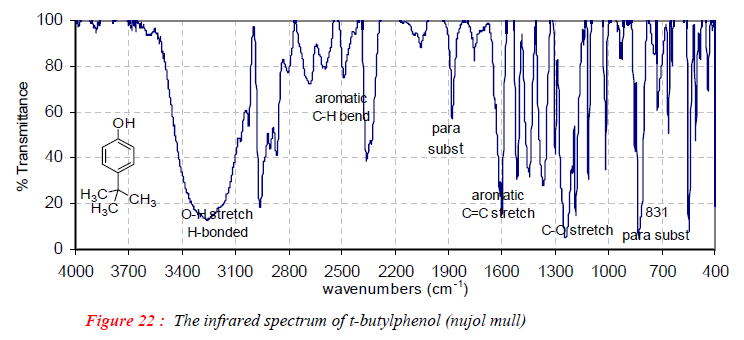 100
80
60
40
20
0
% Transmittance
OH
H₃C
H₃C
CH₃
O-H stretch
H-bonded
aromatic
C-H bend
para
subst
aromatic
C=C stretch
C-O stretch
831
para subst
4000 3700 3400 3100 2800 2500 2200 1900 1600 1300 1000 700 400
wavenumbers (cm⁻¹)
Figure 22 : The infrared spectrum of t-butylphenol (nujol mull)